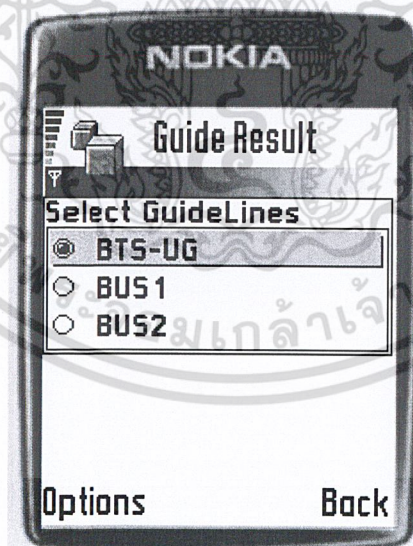 NOKIA
Guide Result
Select GuideLines
BTS-UG
BUS1
BUS2
Options
Back